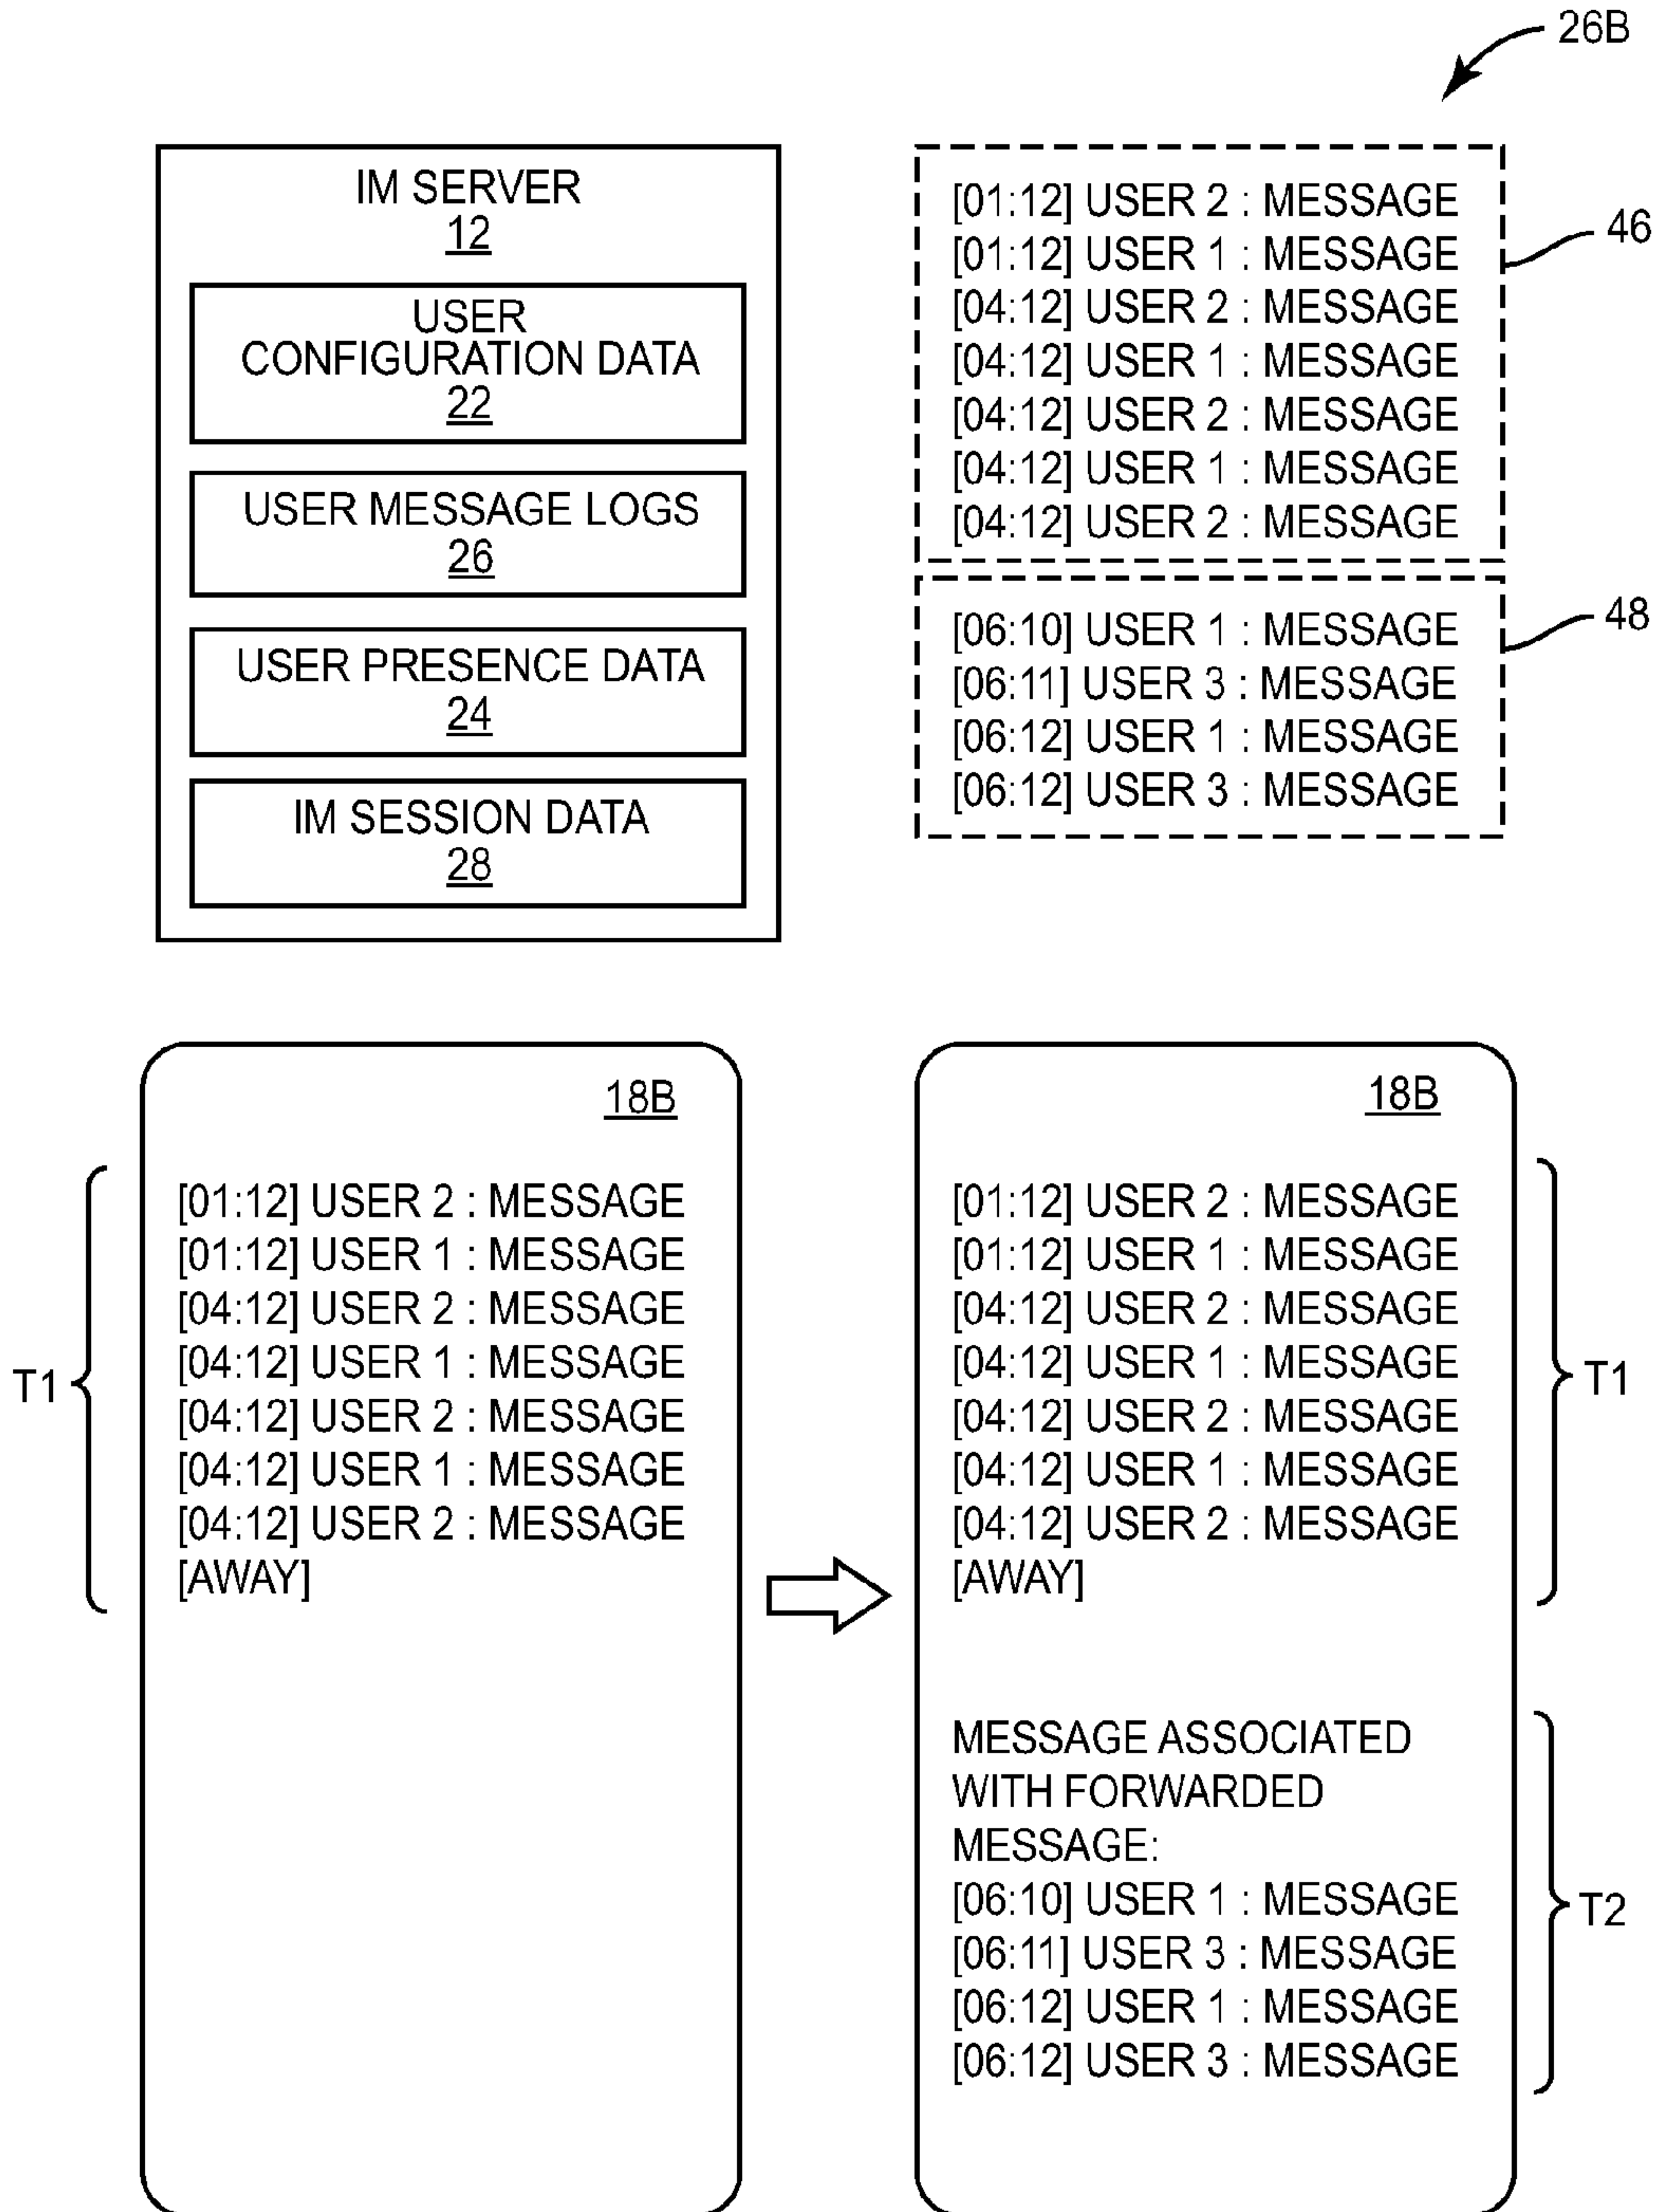 26B
IM SERVER
12
USER
CONFIGURATION DATA
22
USER MESSAGE LOGS
26
USER PRESENCE DATA
24
IM SESSION DATA
28
[01:12] USER 2 : MESSAGE
[01:12] USER 1 : MESSAGE
[04:12] USER 2 : MESSAGE
[04:12] USER 1 : MESSAGE
[04:12] USER 2 : MESSAGE
[04:12] USER 1 : MESSAGE
[04:12] USER 2 : MESSAGE
46
[06:10] USER 1 : MESSAGE
[06:11] USER 3 : MESSAGE
[06:12] USER 1 : MESSAGE
[06:12] USER 3 : MESSAGE
48
18B
T1
[01:12] USER 2 : MESSAGE
[01:12] USER 1 : MESSAGE
[04:12] USER 2 : MESSAGE
[04:12] USER 1 : MESSAGE
[04:12] USER 2 : MESSAGE
[04:12] USER 1 : MESSAGE
[04:12] USER 2 : MESSAGE
[AWAY]
18B
[01:12] USER 2 : MESSAGE
[01:12] USER 1 : MESSAGE
[04:12] USER 2 : MESSAGE
[04:12] USER 1 : MESSAGE
[04:12] USER 2 : MESSAGE
[04:12] USER 1 : MESSAGE
[04:12] USER 2 : MESSAGE
[AWAY]
T1
MESSAGE ASSOCIATED
WITH FORWARDED
MESSAGE:
[06:10] USER 1 : MESSAGE
[06:11] USER 3 : MESSAGE
[06:12] USER 1 : MESSAGE
[06:12] USER 3 : MESSAGE
T2